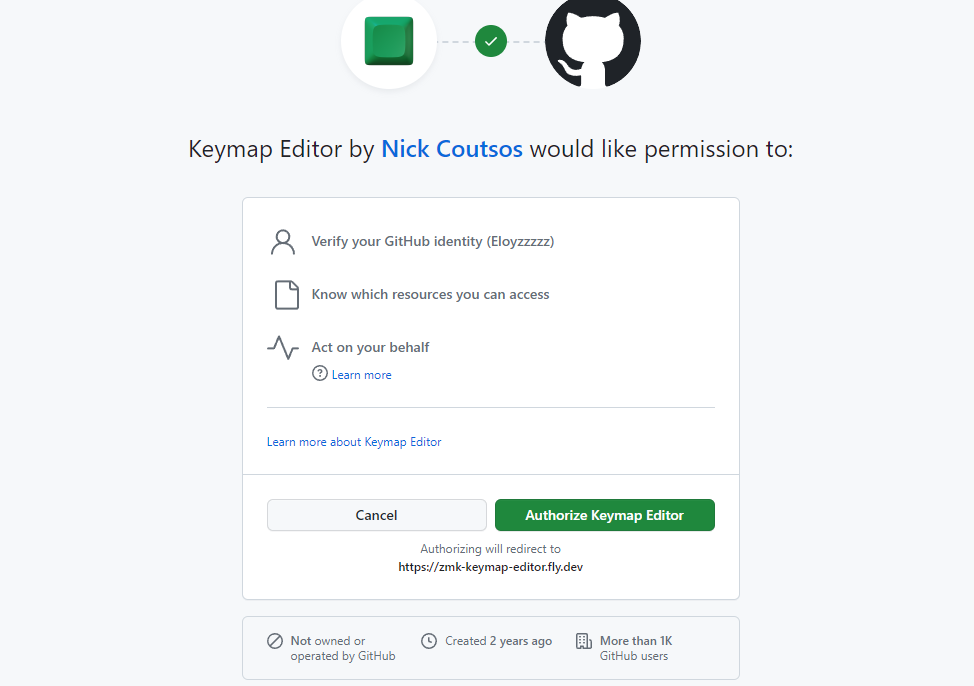 Keymap Editor by Nick Coutsos would like permission to:
Verify your GitHub identity (Eloyzzzzz)
Know which resources you can access
Act on your behalf
Learn more
Learn more about Keymap Editor
Cancel
Authorize Keymap Editor
Authorizing will redirect to
https://zmk-keymap-editor.fly.dev
Not owned or
operated by GitHub
Created 2 years ago
More than 1K
GitHub users